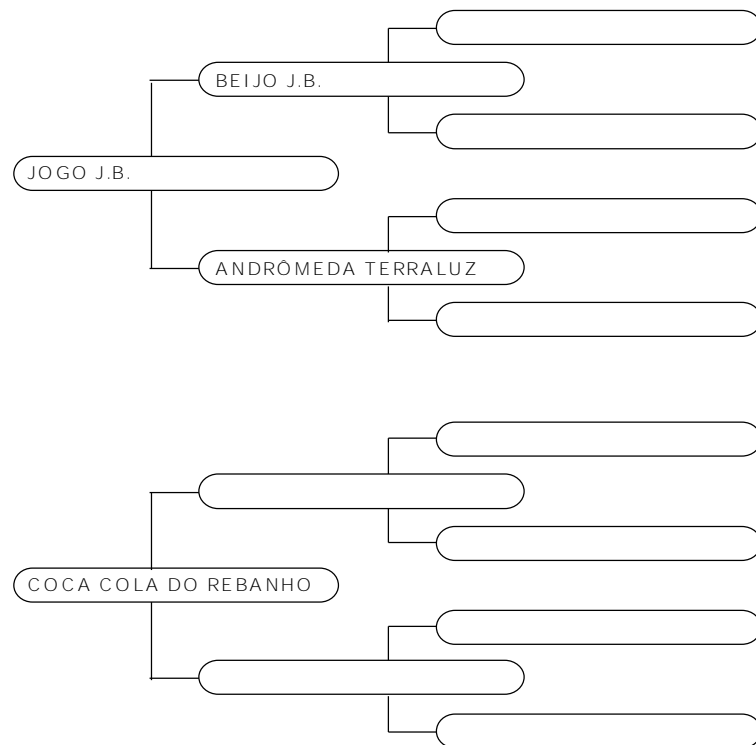 BEIJO J.B.
JOGO J.B.
ANDRÔMEDA TERRALUZ
COCA COLA DO REBANHO